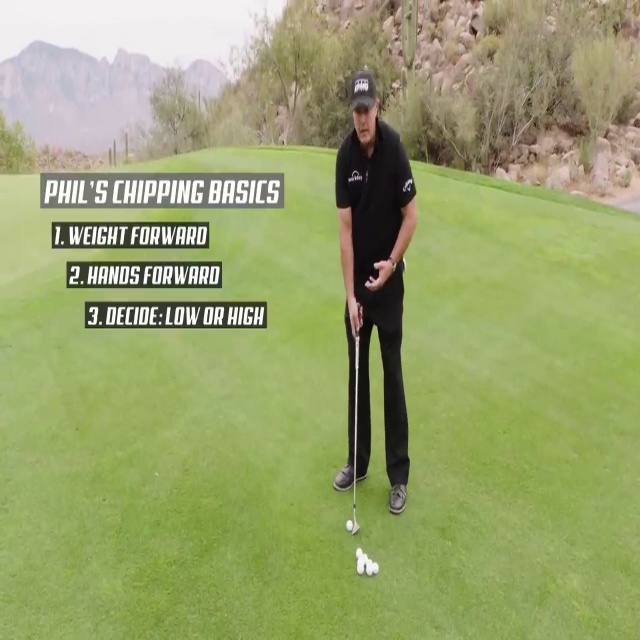 PHIL'S CHIPPING BASICS
1. WEIGHT FORWARD
2. HANDS FORWARD
3. DECIDE: LOW OR HIGH